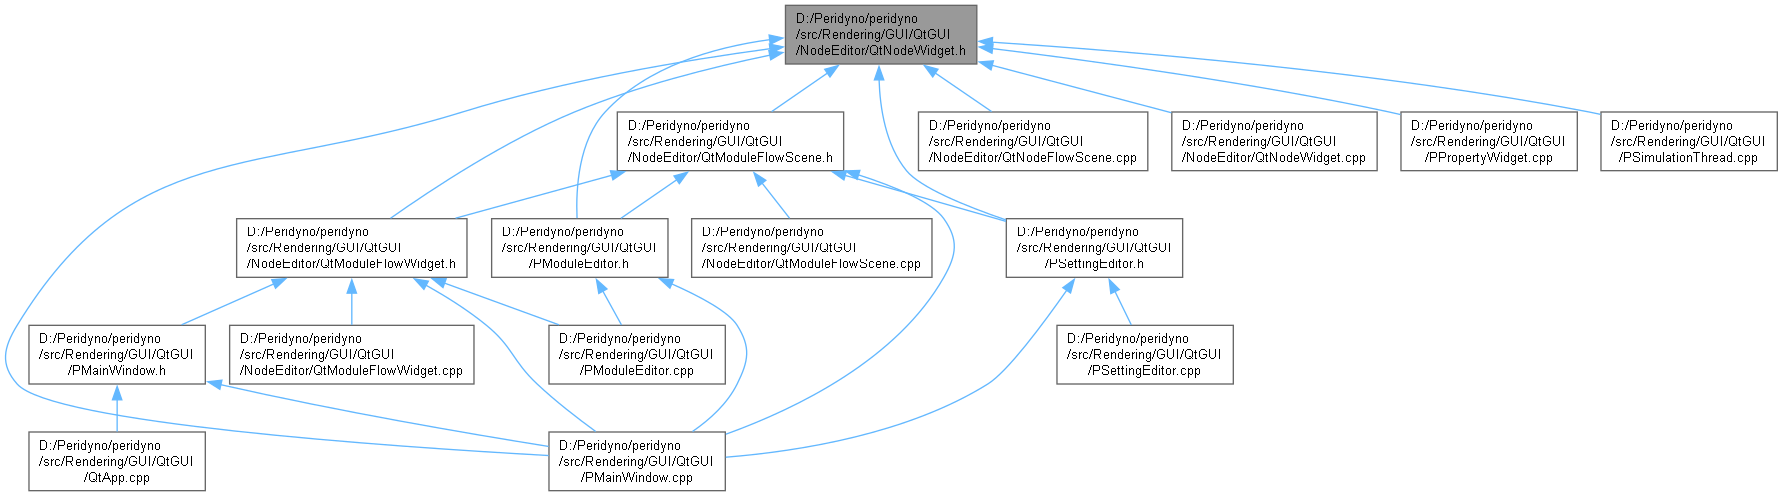 D:/Peridyno/peridyno
/src/Rendering/GUI/QtGUI
/NodeEditor/QtNodeWidget.h
D:/Peridyno/peridyno
/src/Rendering/GUI/QtGUI
/NodeEditor/QtModuleFlowScene.h
D:/Peridyno/peridyno
/src/Rendering/GUI/QtGUI
/NodeEditor/QtNodeFlowScene.cpp
D:/Peridyno/peridyno
/src/Rendering/GUI/QtGUI
/NodeEditor/QtNodeWidget.cpp
D:/Peridyno/peridyno
/src/Rendering/GUI/QtGUI
/PPropertyWidget.cpp
D:/Peridyno/peridyno
/src/Rendering/GUI/QtGUI
/PSimulationThread.cpp
D:/Peridyno/peridyno
/src/Rendering/GUI/QtGUI
/NodeEditor/QtModuleFlowWidget.h
D:/Peridyno/peridyno
/src/Rendering/GUI/QtGUI
/PModuleEditor.h
D:/Peridyno/peridyno
/src/Rendering/GUI/QtGUI
/NodeEditor/QtModuleFlowScene.cpp
D:/Peridyno/peridyno
/src/Rendering/GUI/QtGUI
/PSettingEditor.h
D:/Peridyno/peridyno
/src/Rendering/GUI/QtGUI
/PMainWindow.h
D:/Peridyno/peridyno
/src/Rendering/GUI/QtGUI
/NodeEditor/QtModuleFlowWidget.cpp
D:/Peridyno/peridyno
/src/Rendering/GUI/QtGUI
/PModuleEditor.cpp
D:/Peridyno/peridyno
/src/Rendering/GUI/QtGUI
/PSettingEditor.cpp
D:/Peridyno/peridyno
/src/Rendering/GUI/QtGUI
/QtApp.cpp
D:/Peridyno/peridyno
/src/Rendering/GUI/QtGUI
/PMainWindow.cpp